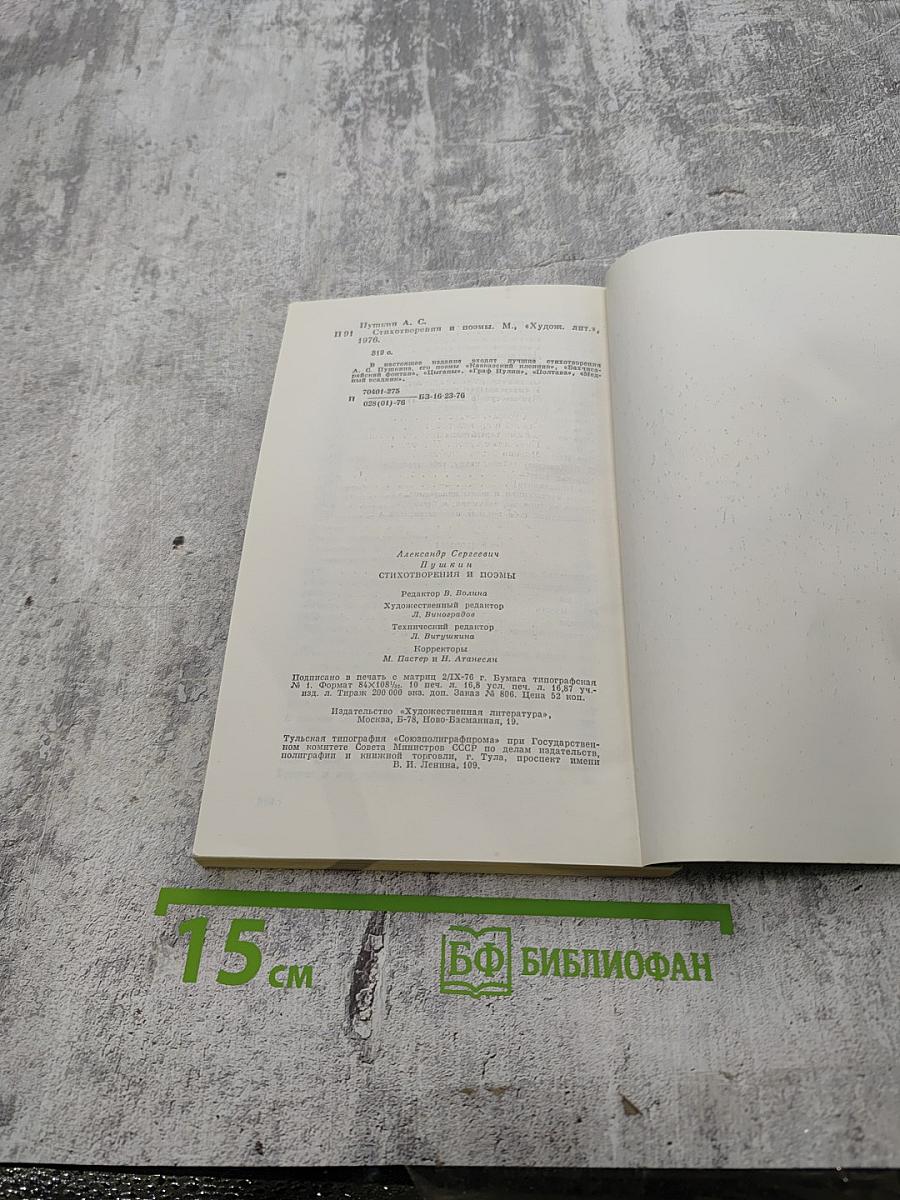 Пушкин А. С.
П 91 Стихотворения и поэмы. М., «Худож. лит.»,
1976.
319 с.
В настоящее издание входят лучшие стихотворения
А. С. Пушкина, его поэмы «Кавказский пленник», «Бахчиса-
райский фонтан», «Цыганы», «Граф Нулин», «Полтава», «Мед-
ный всадник».
70401-275
П БЗ-16-23-76
028(01)-76
Александр Сергеевич
Пушкин
СТИХОТВОРЕНИЯ И ПОЭМЫ
Редактор В. Волина
Художественный редактор
Л. Виноградов
Технический редактор
Л. Витушкина
Корректоры
М. Пастер и Н. Атанесян
Подписано в печать с матриц 2/IX-76 г. Бумага типографская
№ 1. Формат 84×108¹/₃₂. 10 печ. л. 16,8 усл. печ. л. 16,87 уч.-
изд. л. Тираж 200 000 экз. доп. Заказ № 806. Цена 52 коп.
Издательство «Художественная литература»,
Москва, Б-78, Ново-Басманная, 19.
Тульская типография «Союзполиграфпрома» при Государствен-
ном комитете Совета Министров СССР по делам издательств,
полиграфии и книжной торговли, г. Тула, проспект имени
В. И. Ленина, 109.
15 см
БФ БИБЛИОФАН